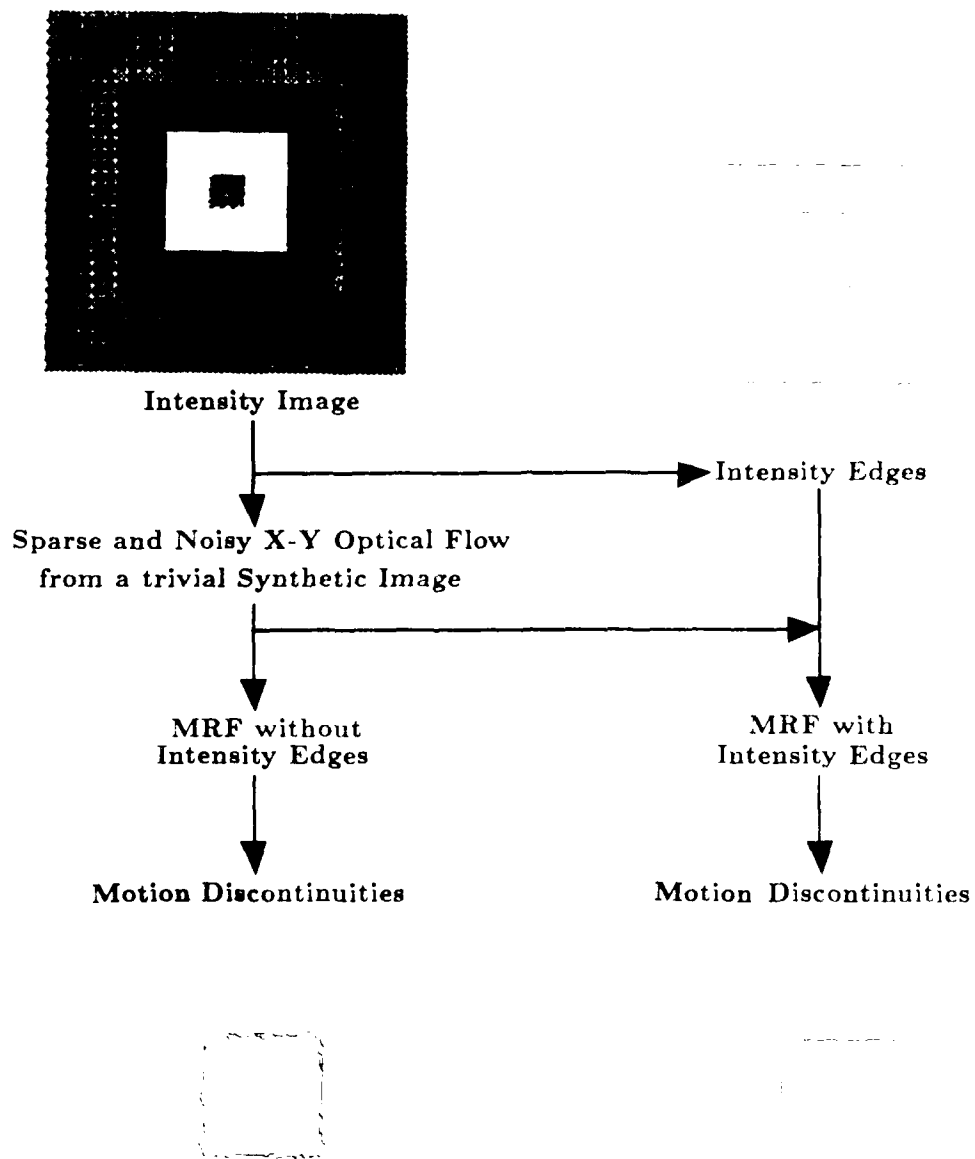 Intensity Image
Intensity Edges
Sparse and Noisy X-Y Optical Flow
from a trivial Synthetic Image
MRF without
Intensity Edges
MRF with
Intensity Edges
Motion Discontinuities
Motion Discontinuities